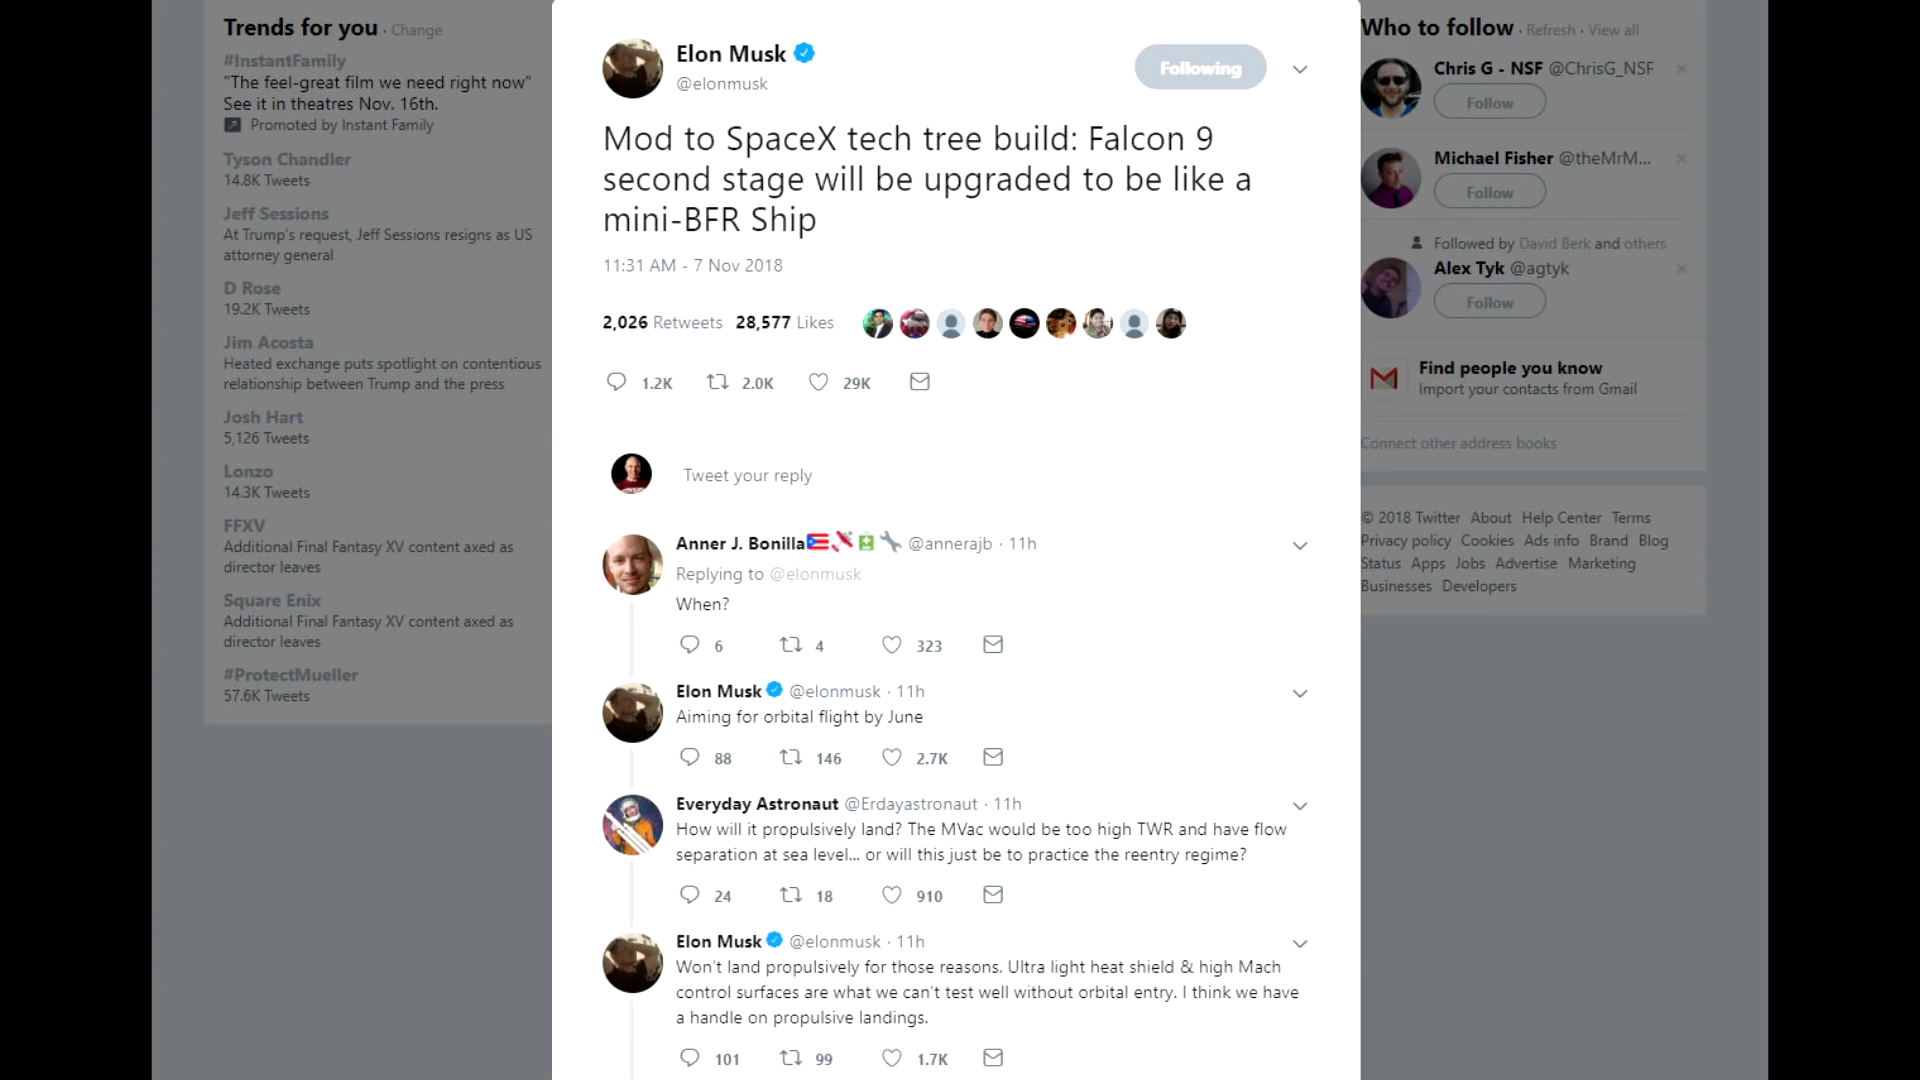 Trends for you · Change
#InstantFamily
"The feel-great film we need right now"
See it in theatres Nov. 16th.
Promoted by Instant Family
Tyson Chandler
14.8K Tweets
Jeff Sessions
At Trump's request, Jeff Sessions resigns as US
attorney general
D Rose
19.2K Tweets
Jim Acosta
Heated exchange puts spotlight on contentious
relationship between Trump and the press
Josh Hart
5,126 Tweets
Lonzo
14.3K Tweets
FFXV
Additional Final Fantasy XV content axed as
director leaves
Square Enix
Additional Final Fantasy XV content axed as
director leaves
#ProtectMueller
57.6K Tweets
Elon Musk
@elonmusk
Following
Mod to SpaceX tech tree build: Falcon 9
second stage will be upgraded to be like a
mini-BFR Ship
11:31 AM - 7 Nov 2018
2,026 Retweets 28,577 Likes
1.2K 2.0K 29K
Tweet your reply
Anner J. Bonilla @annerajb · 11h
Replying to @elonmusk
When?
6 4 323
Elon Musk @elonmusk · 11h
Aiming for orbital flight by June
88 146 2.7K
Everyday Astronaut @Erdayastronaut · 11h
How will it propulsively land? The MVac would be too high TWR and have flow
separation at sea level... or will this just be to practice the reentry regime?
24 18 910
Elon Musk @elonmusk · 11h
Won't land propulsively for those reasons. Ultra light heat shield & high Mach
control surfaces are what we can't test well without orbital entry. I think we have
a handle on propulsive landings.
101 99 1.7K
Who to follow · Refresh · View all
Chris G - NSF @ChrisG_NSF
Follow
Michael Fisher @theMrM...
Follow
Followed by David Berk and others
Alex Tyk @agtyk
Follow
Find people you know
Import your contacts from Gmail
Connect other address books
© 2018 Twitter About Help Center Terms
Privacy policy Cookies Ads info Brand Blog
Status Apps Jobs Advertise Marketing
Businesses Developers